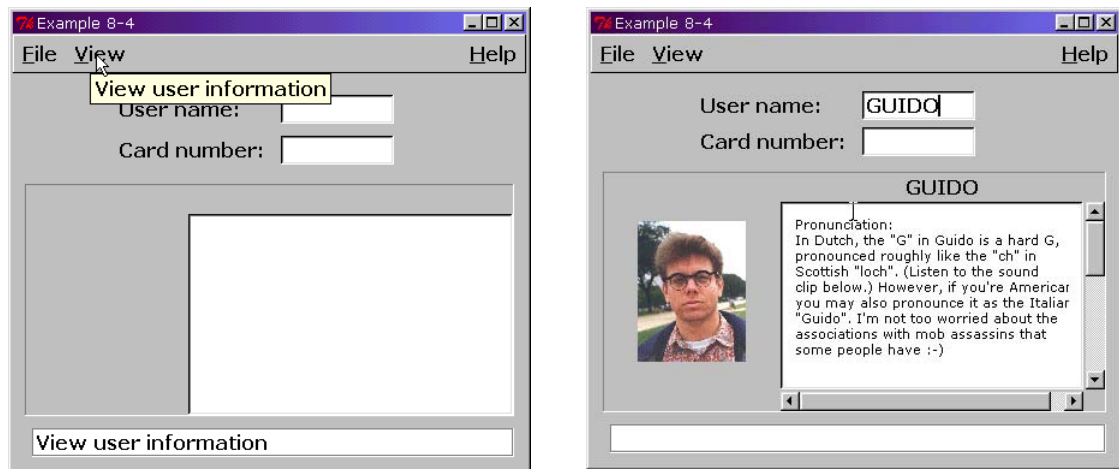 Example 8-4
File View Help
View user information
User name:
Card number:
View user information
Example 8-4
File View Help
User name: GUIDO
Card number:
GUIDO
Pronunciation:
In Dutch, the "G" in Guido is a hard G,
pronounced roughly like the "ch" in
Scottish "loch". (Listen to the sound
clip below.) However, if you're American
you may also pronounce it as the Italian
"Guido". I'm not too worried about the
associations with mob assassins that
some people have :-)